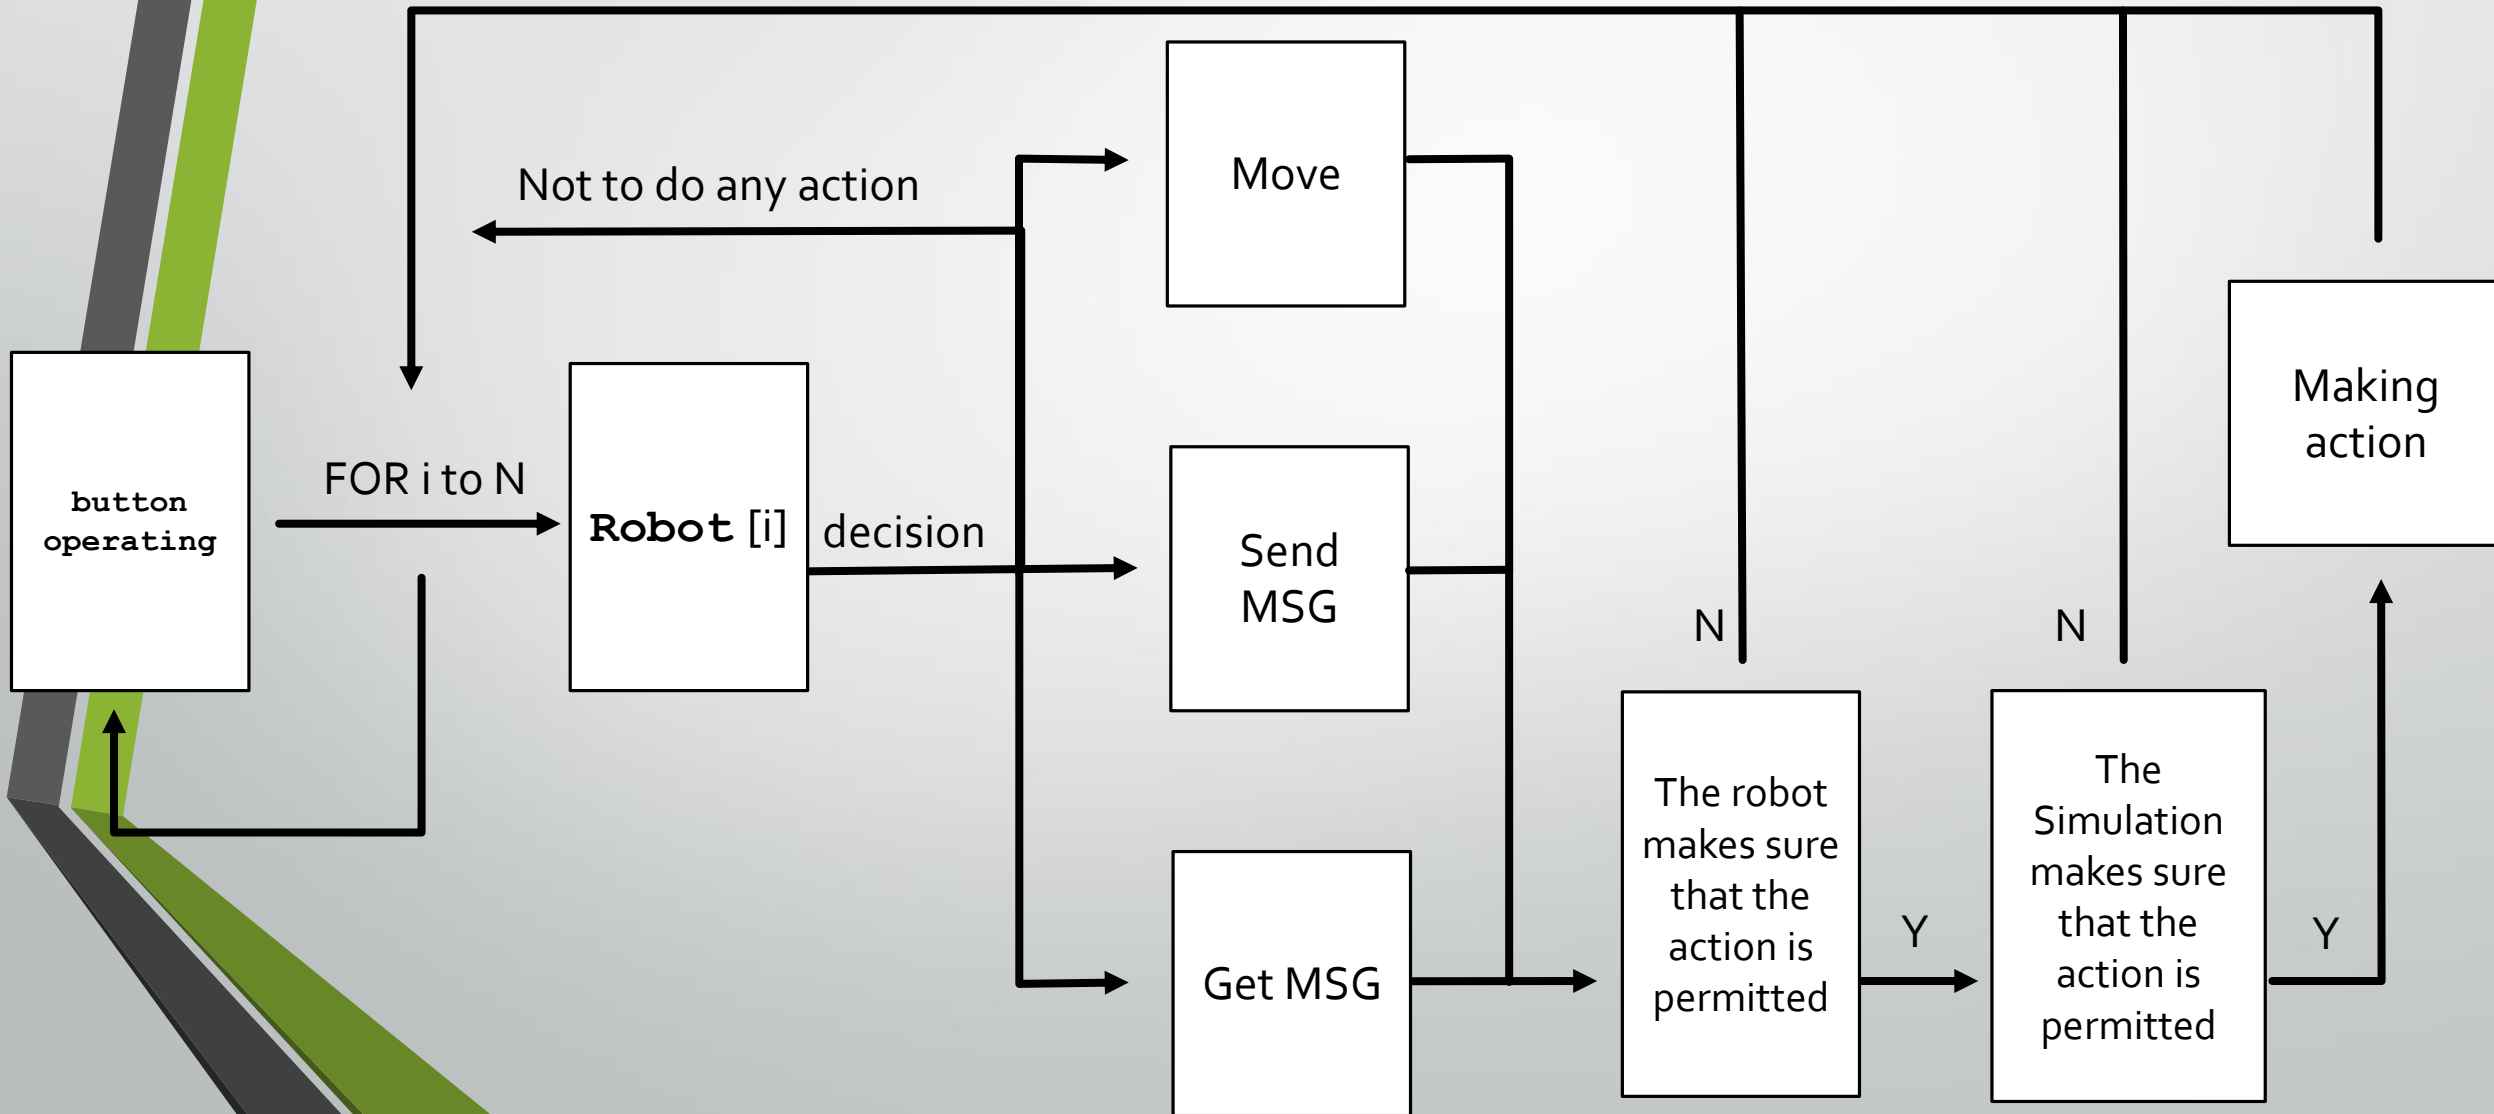 Not to do any action
Move
button
operating
FOR i to N
Robot [i]
decision
Send
MSG
Get MSG
N
The robot
makes sure
that the
action is
permitted
Y
N
The
Simulation
makes sure
that the
action is
permitted
Y
Making
action